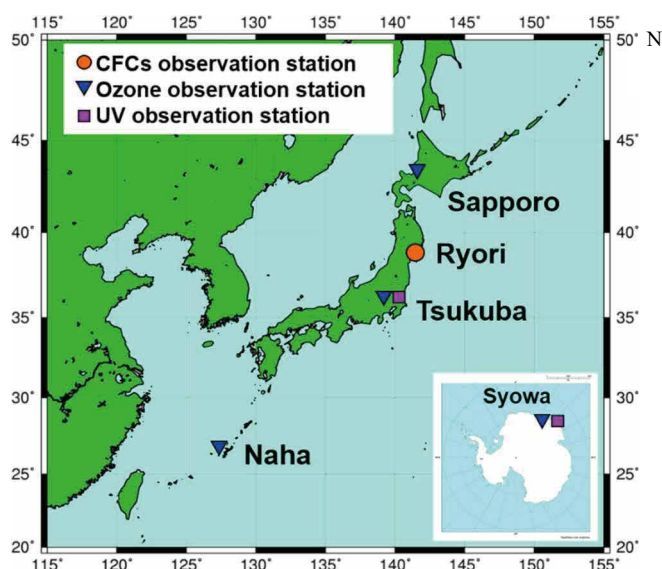 115° 120° 125° 130° 135° 140° 145° 150° 155°
50° 50° N
CFCs observation station
Ozone observation station
UV observation station
45° 45°
Sapporo
40° 40°
Ryori
Tsukuba
35° 35°
30° 30°
Syowa
Naha
25° 25°
20° 20°
115° 120° 125° 130° 135° 140° 145° 150° 155°